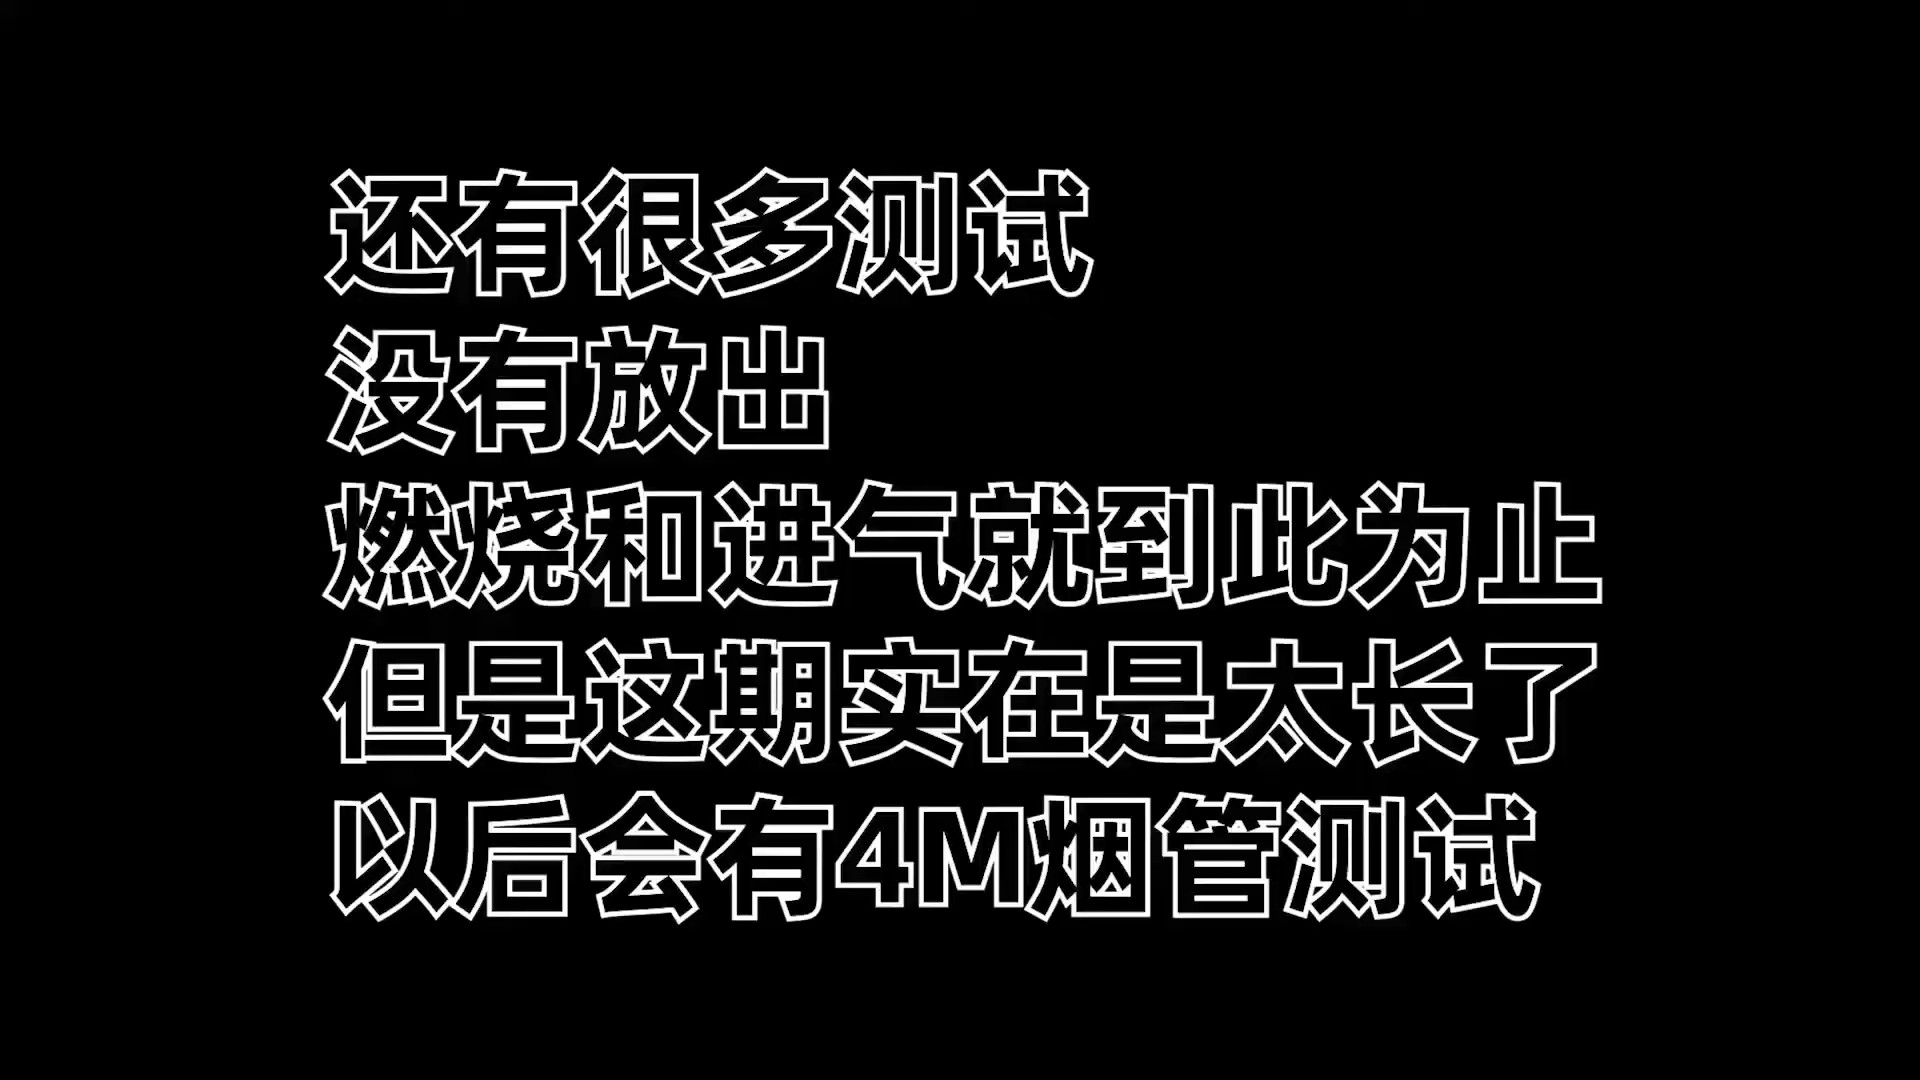 还有很多测试
没有放出
燃烧和进气就到此为止
但是这期实在是太长了
以后会有4M烟管测试